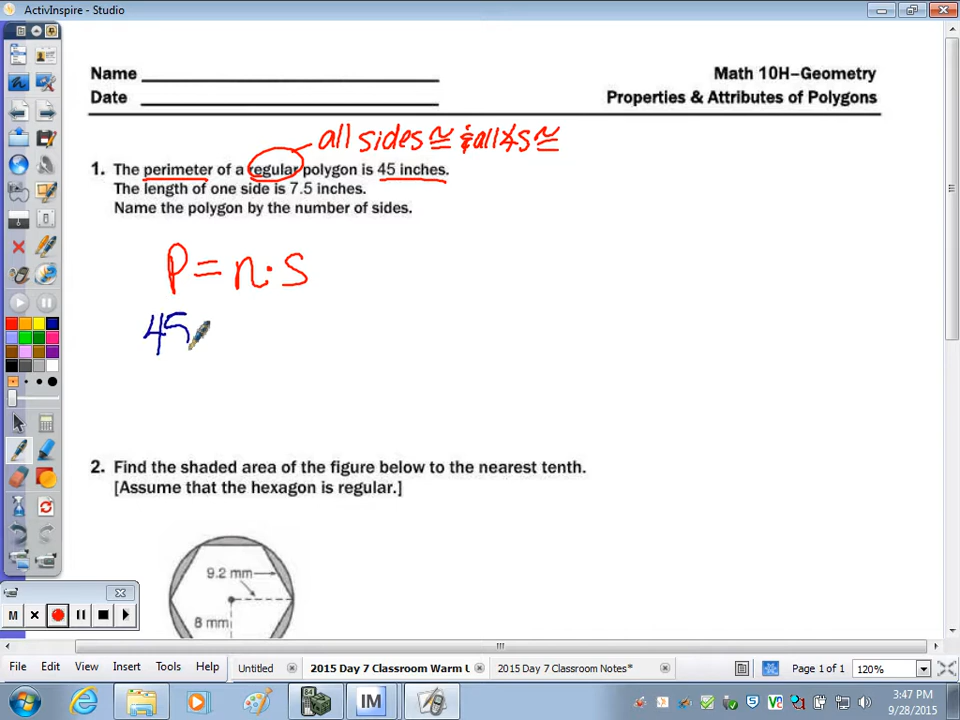 ActivInspire - Studio
Name
Math 10H–Geometry
Date
Properties & Attributes of Polygons
all sides ≅ & all ∡s ≅
1. The perimeter of a regular polygon is 45 inches.
The length of one side is 7.5 inches.
Name the polygon by the number of sides.
P = n · s
45
2. Find the shaded area of the figure below to the nearest tenth.
[Assume that the hexagon is regular.]
9.2 mm
8 mm
M
File Edit View Insert Tools Help Untitled 2015 Day 7 Classroom Warm U 2015 Day 7 Classroom Notes* Page 1 of 1 120%
IM
3:47 PM
9/28/2015